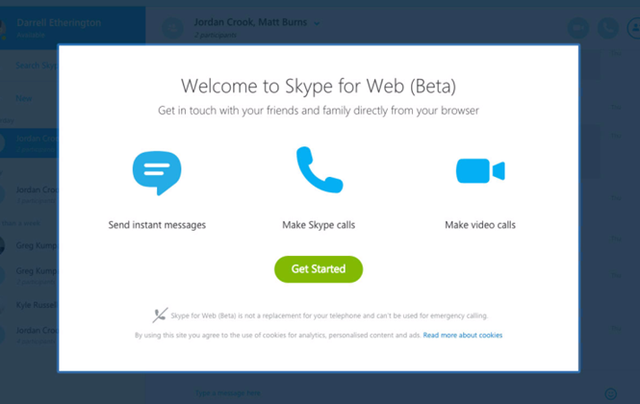 Darrell Etherington
Jordan Crook, Matt Burns
2 participants
Search Skyp
New
Jordan Crook
Welcome to Skype for Web (Beta)
Get in touch with your friends and family directly from your browser
Send instant messages
Make Skype calls
Make video calls
Get Started
Skype for Web (Beta) is not a replacement for your telephone and can't be used for emergency calling.
By using this site you agree to the use of cookies for analytics, personalised content and ads. Read more about cookies
Jordan Croo
Greg Kump
Greg Kump
Kyle Russell
Jordan Croo
Type a message here